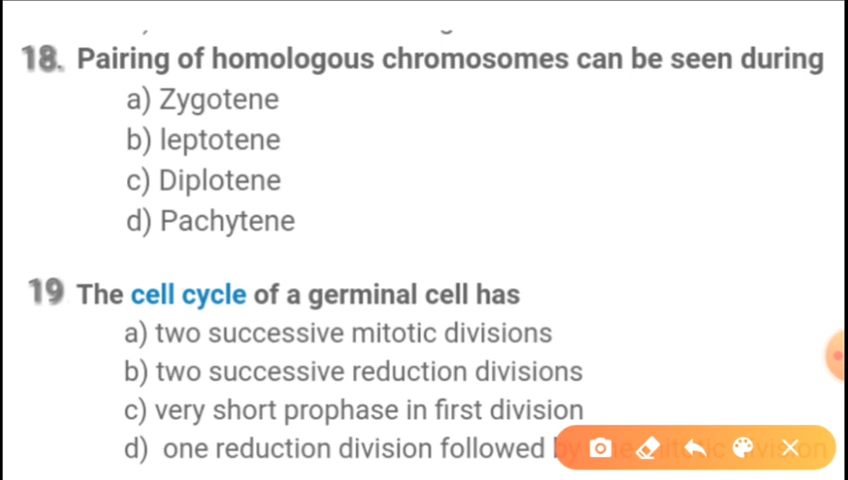 18. Pairing of homologous chromosomes can be seen during
a) Zygotene
b) leptotene
c) Diplotene
d) Pachytene
19 The cell cycle of a germinal cell has
a) two successive mitotic divisions
b) two successive reduction divisions
c) very short prophase in first division
d) one reduction division followed